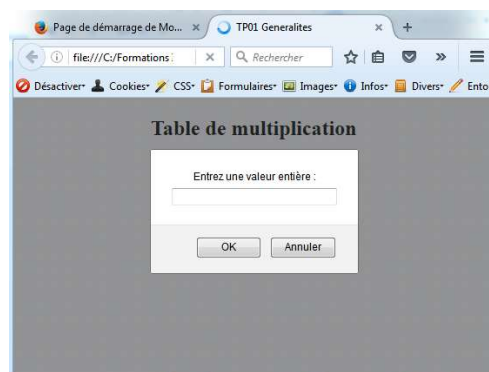 Page de démarrage de Mo...
TP01 Generalites
file:///C:/Formations
Rechercher
Désactiver Cookies CSS Formulaires Images Infos Divers Ento
Table de multiplication
Entrez une valeur entière :
OK Annuler